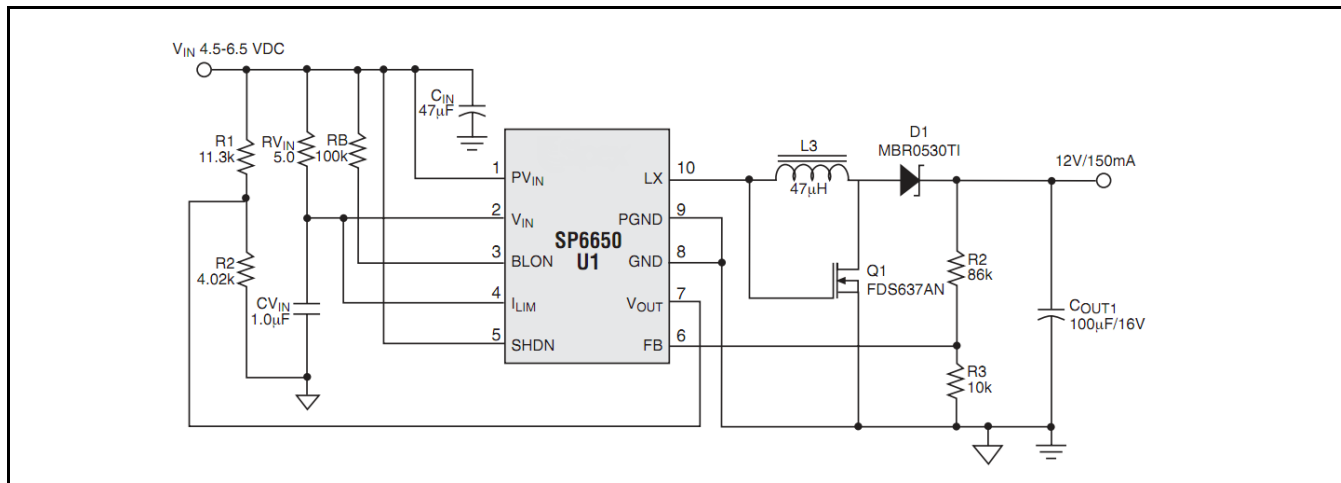 VIN 4.5-6.5 VDC
CIN
47µF
R1
11.3k
RVIN
5.0
RB
100k
R2
4.02k
CVIN
1.0µF
1
PVIN
2
VIN
3
BLON
4
ILIM
5
SHDN
SP6650
U1
LX
10
PGND
9
GND
8
VOUT
7
FB
6
L3
47µH
D1
MBR0530TI
12V/150mA
Q1
FDS637AN
R2
86k
R3
10k
COUT1
100µF/16V